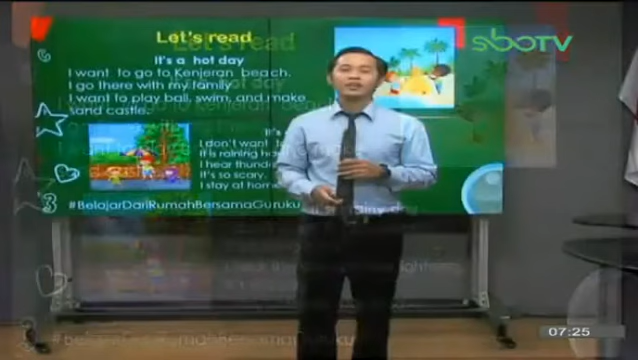 Let's read
sboTV
It's a hot day
I want to go to Kenjeran beach.
I go there with my family
I want to play ball, swim, and make
sand castle.
It's
I don't want
It is raining
I hear
It's so scary.
I stay at home
#BelajarDariRumahBersamaGuruku
07:25